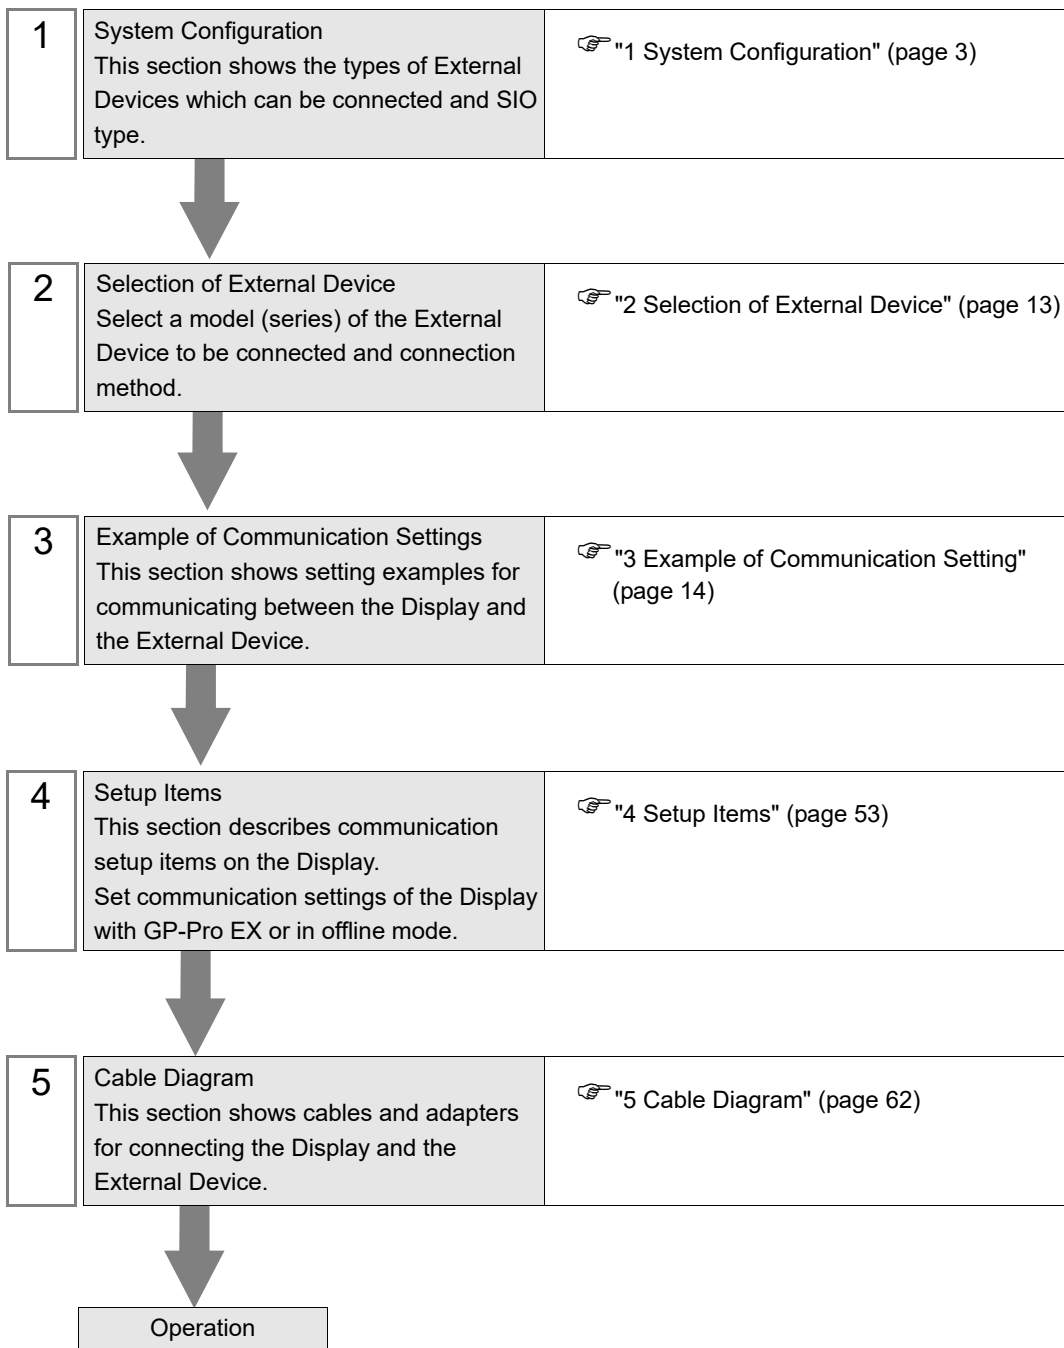 1
System Configuration
This section shows the types of External
Devices which can be connected and SIO
type.
"1 System Configuration" (page 3)
2
Selection of External Device
Select a model (series) of the External
Device to be connected and connection
method.
"2 Selection of External Device" (page 13)
3
Example of Communication Settings
This section shows setting examples for
communicating between the Display and
the External Device.
"3 Example of Communication Setting"
(page 14)
4
Setup Items
This section describes communication
setup items on the Display.
Set communication settings of the Display
with GP-Pro EX or in offline mode.
"4 Setup Items" (page 53)
5
Cable Diagram
This section shows cables and adapters
for connecting the Display and the
External Device.
"5 Cable Diagram" (page 62)
Operation